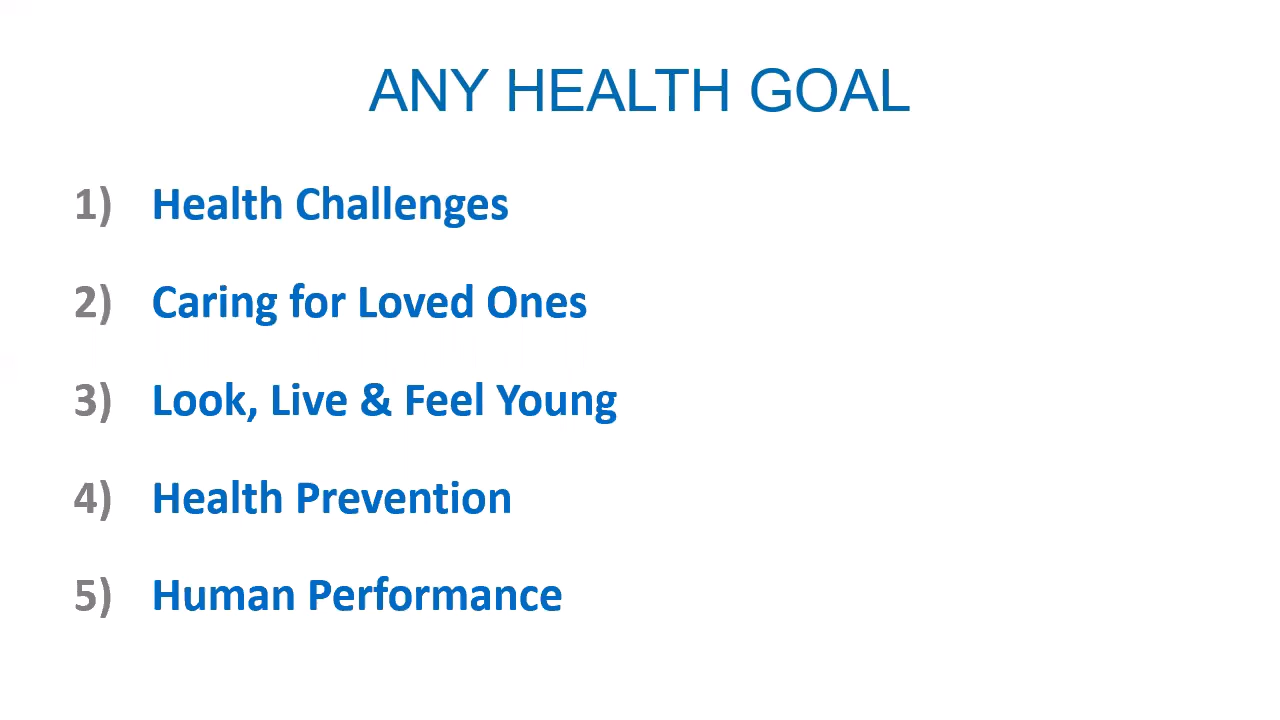 ANY HEALTH GOAL
1) Health Challenges
2) Caring for Loved Ones
3) Look, Live & Feel Young
4) Health Prevention
5) Human Performance